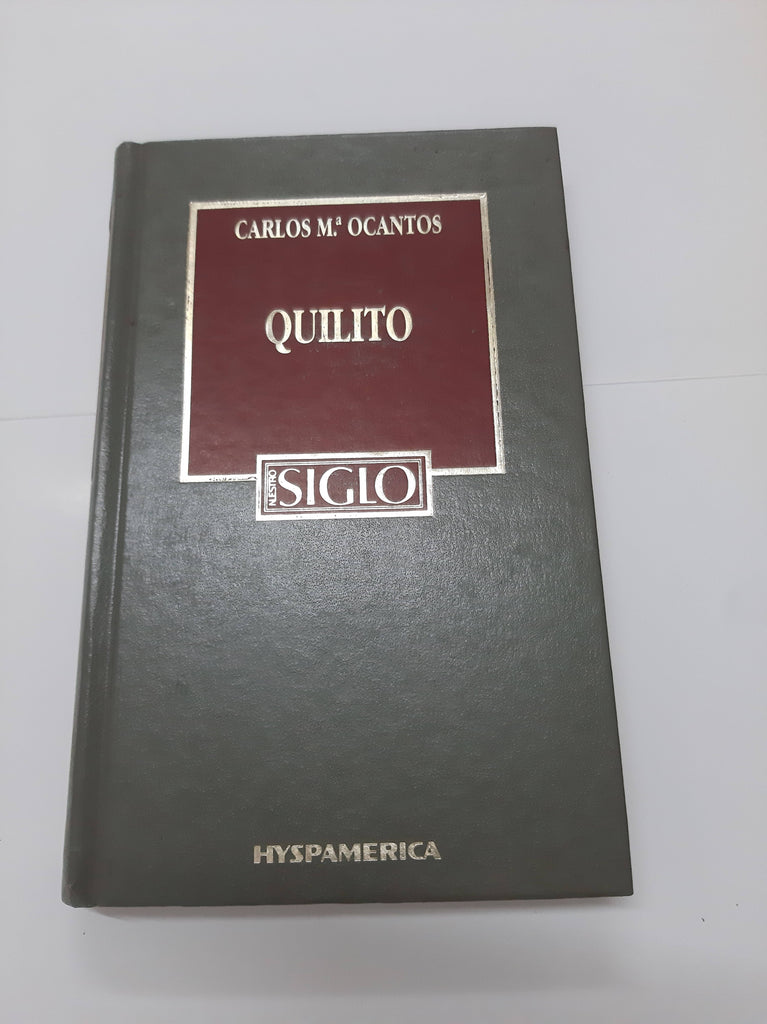 CARLOS M.ª OCANTOS
QUILITO
NUESTRO
SIGLO
HYSPAMERICA